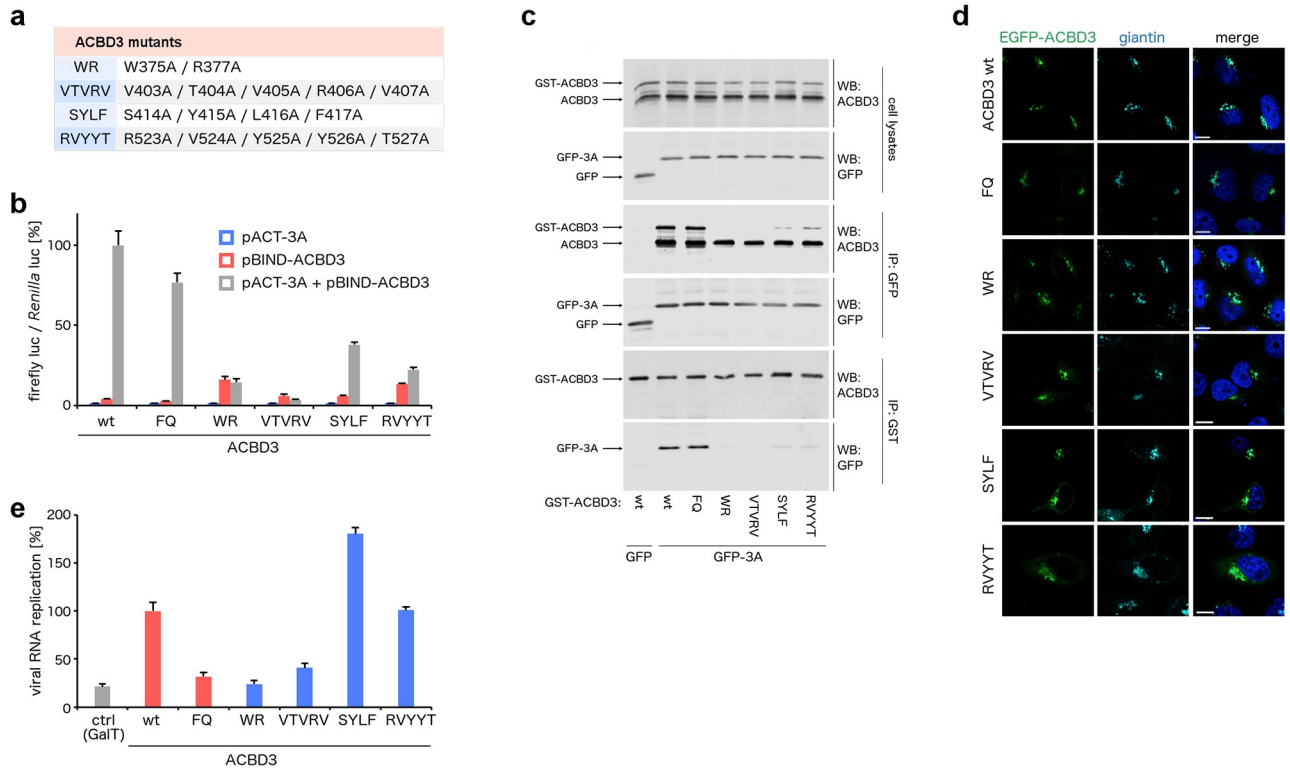 a
ACBD3 mutants
WR W375A / R377A
VTVRV V403A / T404A / V405A / R406A / V407A
SYLF S414A / Y415A / L416A / F417A
RVYYT R523A / V524A / Y525A / Y526A / T527A
b
firefly luc / Renilla luc [%]
100
50
0
pACT-3A
pBIND-ACBD3
pACT-3A + pBIND-ACBD3
wt FQ WR VTVRV SYLF RVYYT
ACBD3
c
GST-ACBD3
ACBD3
WB:
ACBD3
GFP-3A
GFP
WB:
GFP
cell lysates
GST-ACBD3
ACBD3
WB:
ACBD3
GFP-3A
GFP
WB:
GFP
IP: GFP
GST-ACBD3
WB:
ACBD3
GFP-3A
WB:
GFP
IP: GST
GST-ACBD3: wt wt FQ WR VTVRV SYLF RVYYT
GFP GFP-3A
d
EGFP-ACBD3 giantin merge
ACBD3 wt
FQ
WR
VTVRV
SYLF
RVYYT
e
viral RNA replication [%]
200
150
100
50
0
ctrl wt FQ WR VTVRV SYLF RVYYT
(GalT)
ACBD3